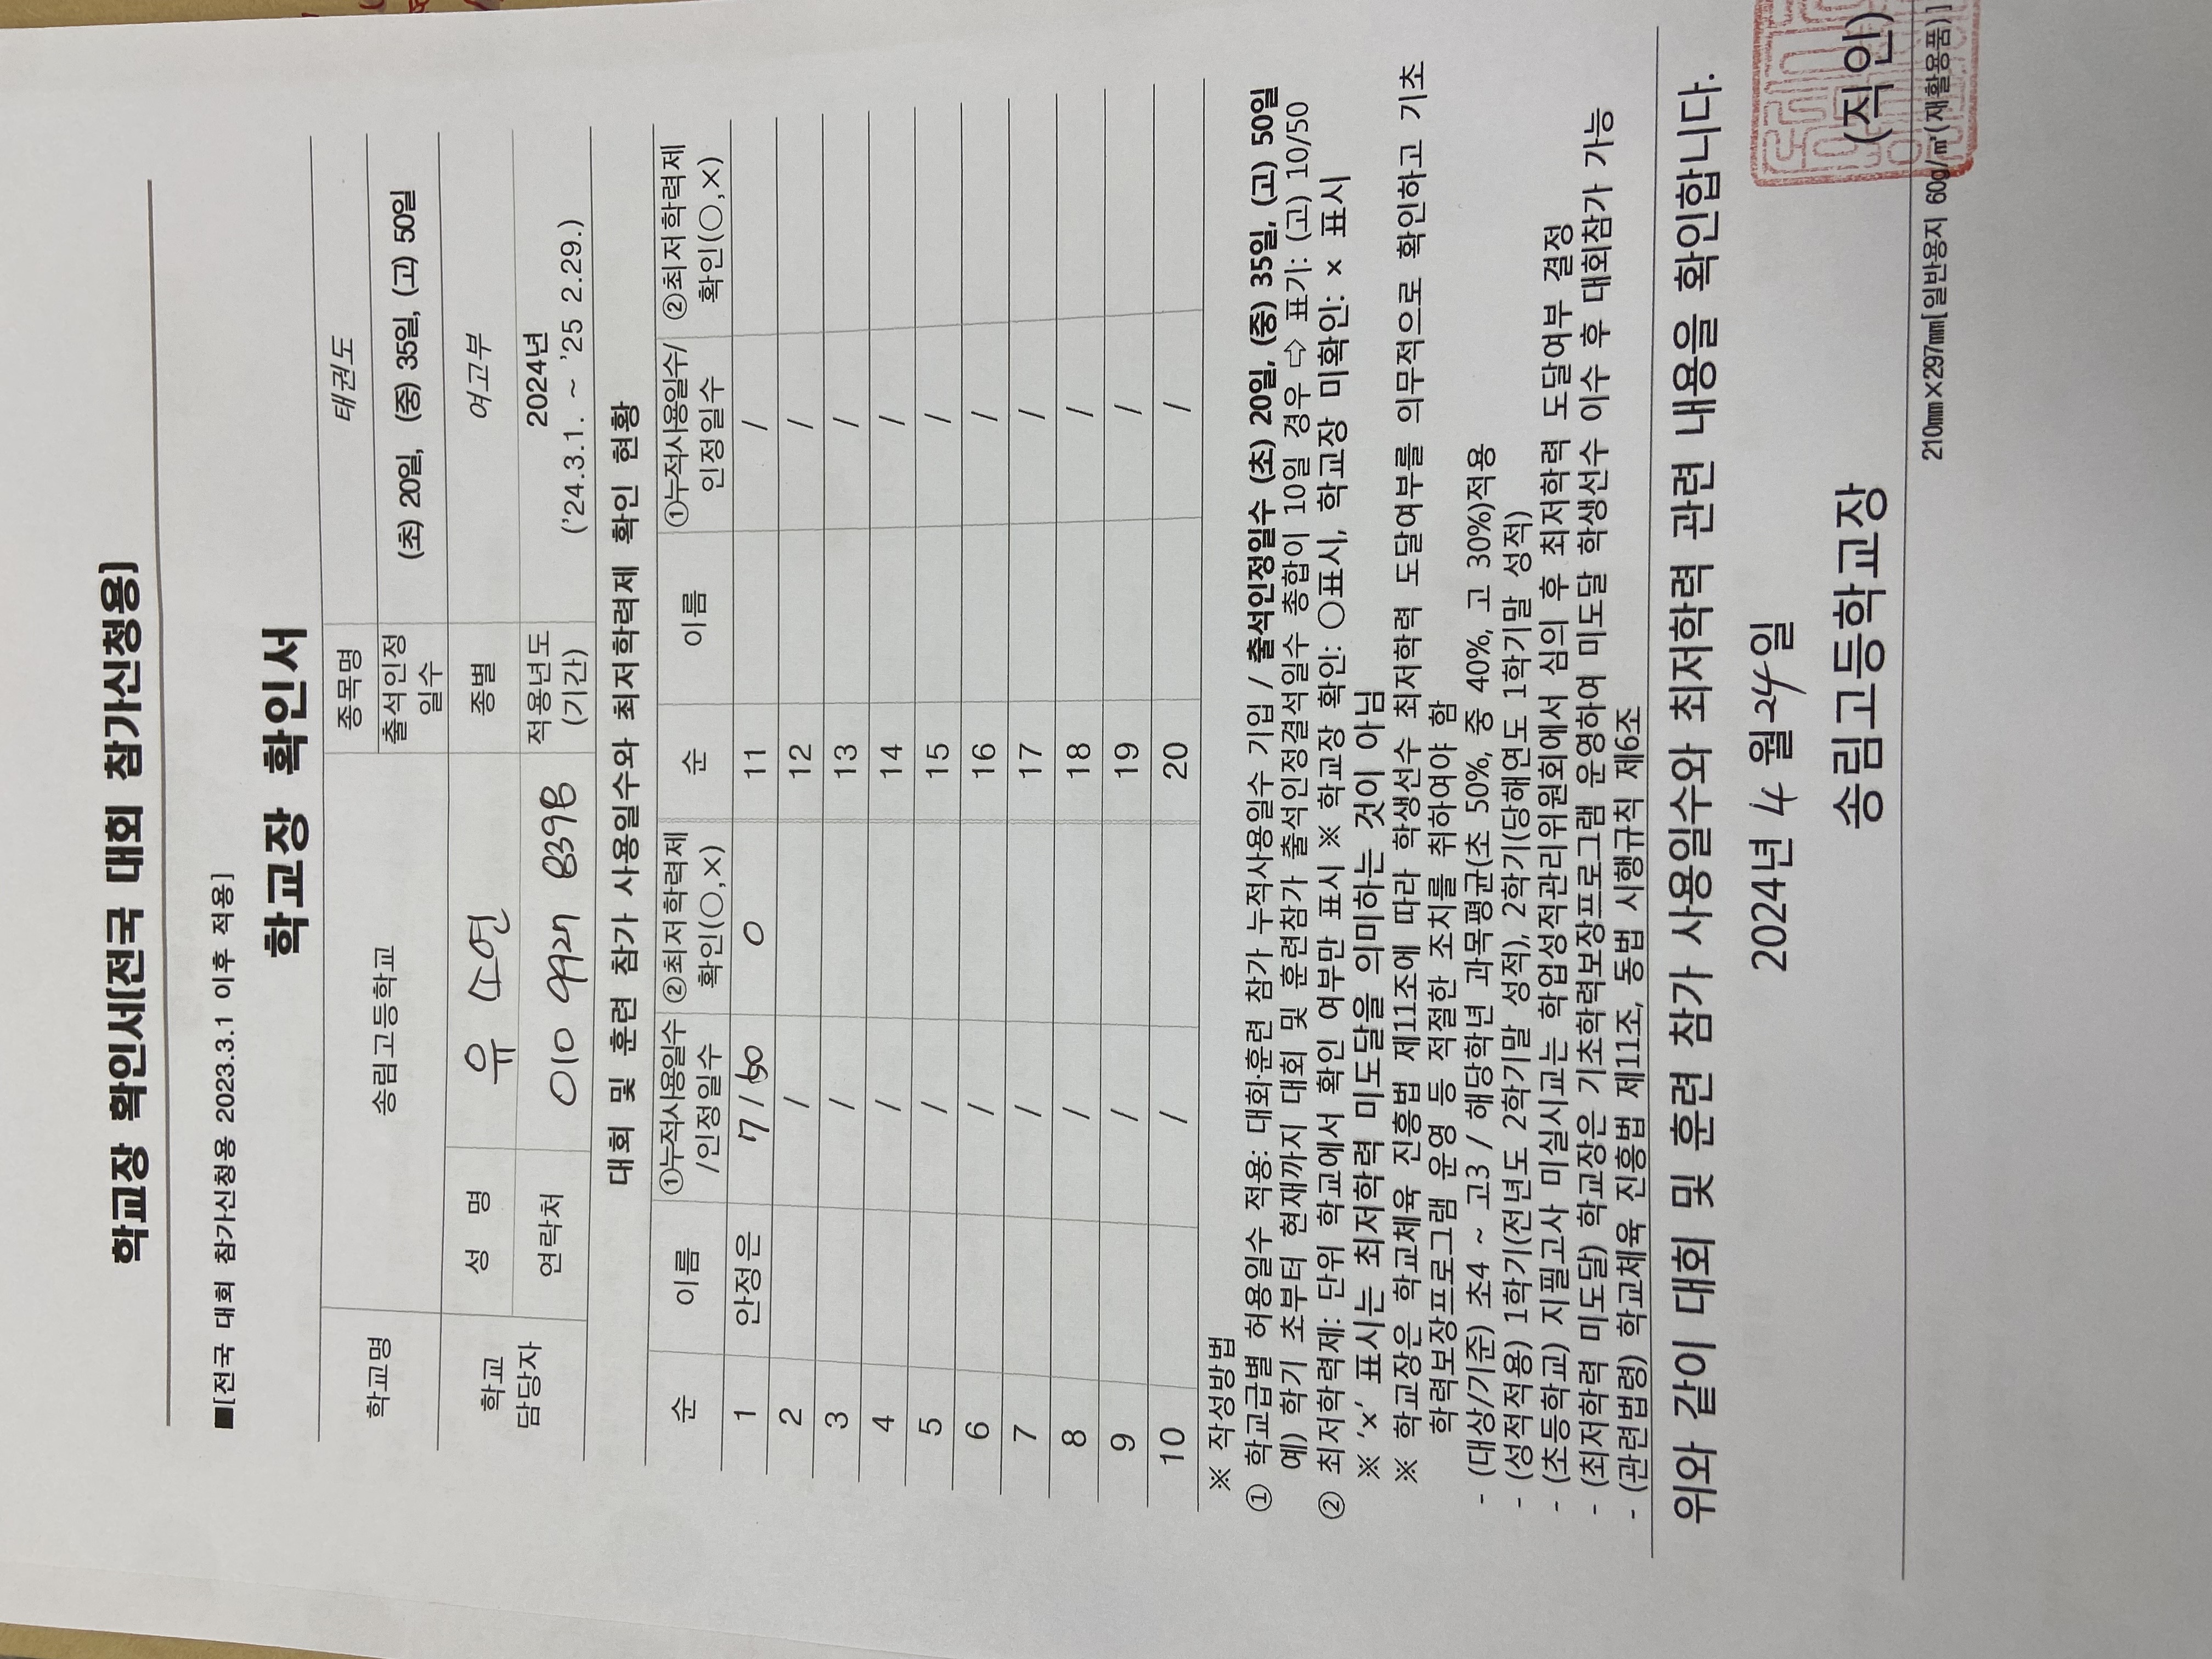 학교장 확인서[전국 대회 참가신청용]
■[전국 대회 참가신청용 2023.3.1 이후 적용]
학교장 확인서
학교명 송림고등학교 종목명 태권도
출석인정 일수 (초) 20일, (중) 35일, (고) 50일
학교 담당자 성 명 유 소연 종별 여고부
연락처 010 9927 8398 적용년도 (기간) 2024년 ('24.3.1. ~ '25 2.29.)
대회 및 훈련 참가 사용일수와 최저학력제 확인 현황
순 이름 ①누적사용일수 /인정일수 ②최저학력제 확인(○,×) 순 이름 ①누적사용일수/ 인정일수 ②최저학력제 확인(○,×)
1 안정은 7/50 0 11 /
2 / 12 /
3 / 13 /
4 / 14 /
5 / 15 /
6 / 16 /
7 / 17 /
8 / 18 /
9 / 19 /
10 / 20 /
※ 작성방법
① 학교급별 허용일수 적용: 대회·훈련 참가 누적사용일수 기입 / 출석인정일수 (초) 20일, (중) 35일, (고) 50일
예) 학기 초부터 현재까지 대회 및 훈련참가 출석인정결석일수 총합이 10일 경우 ⇨ 표기: (고) 10/50
② 최저학력제: 단위 학교에서 확인 여부만 표시 ※ 학교장 확인: ○표시, 학교장 미확인: × 표시
※ '×' 표시는 최저학력 미도달을 의미하는 것이 아님
※ 학교장은 학교체육 진흥법 제11조에 따라 학생선수 최저학력 도달여부를 의무적으로 확인하고 기초
학력보장프로그램 운영 등 적절한 조치를 취하여야 함
- (대상/기준) 초4 ~ 고3 / 해당학년 과목평균(초 50%, 중 40%, 고 30%)적용
- (성적적용) 1학기(전년도 2학기말 성적), 2학기(당해연도 1학기말 성적)
- (초등학교) 지필고사 미실시교는 학업성적관리위원회에서 심의 후 최저학력 도달여부 결정
- (최저학력 미도달) 학교장은 기초학력보장프로그램 운영하여 미도달 학생선수 이수 후 대회참가 가능
- (관련법령) 학교체육 진흥법 제11조, 동법 시행규칙 제6조
위와 같이 대회 및 훈련 참가 사용일수와 최저학력 관련 내용을 확인합니다.
2024년 4 월 24일
송림고등학교장 (직인)
210㎜×297㎜[일반용지 60g/㎡(재활용품)]